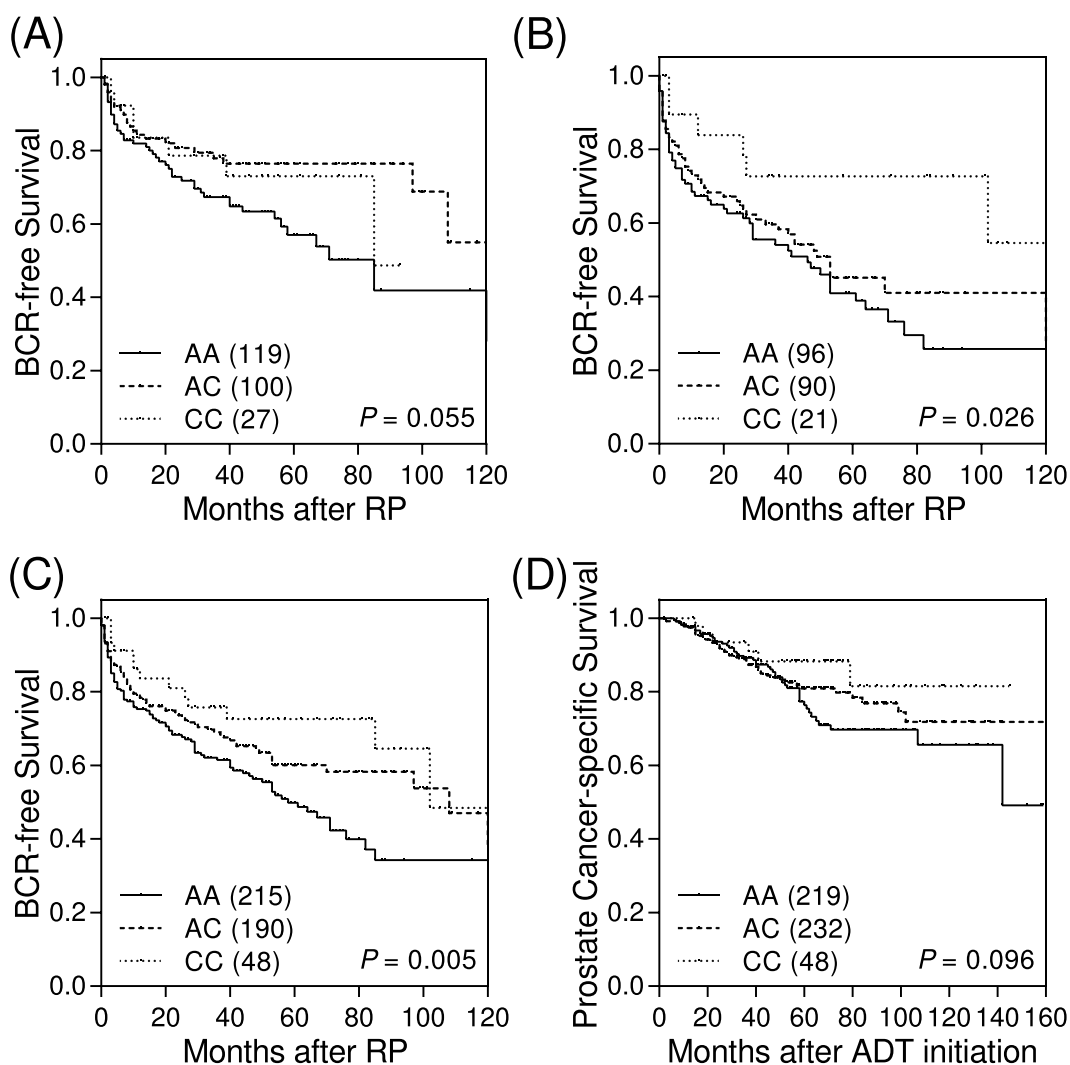 (A)
BCR-free Survival
1.0
0.8
0.6
0.4
0.2
0.0
AA (119)
AC (100)
CC (27)
P = 0.055
0 20 40 60 80 100 120
Months after RP
(B)
BCR-free Survival
1.0
0.8
0.6
0.4
0.2
0.0
AA (96)
AC (90)
CC (21)
P = 0.026
0 20 40 60 80 100 120
Months after RP
(C)
BCR-free Survival
1.0
0.8
0.6
0.4
0.2
0.0
AA (215)
AC (190)
CC (48)
P = 0.005
0 20 40 60 80 100 120
Months after RP
(D)
Prostate Cancer-specific Survival
1.0
0.8
0.6
0.4
0.2
0.0
AA (219)
AC (232)
CC (48)
P = 0.096
0 20 40 60 80 100 120 140 160
Months after ADT initiation